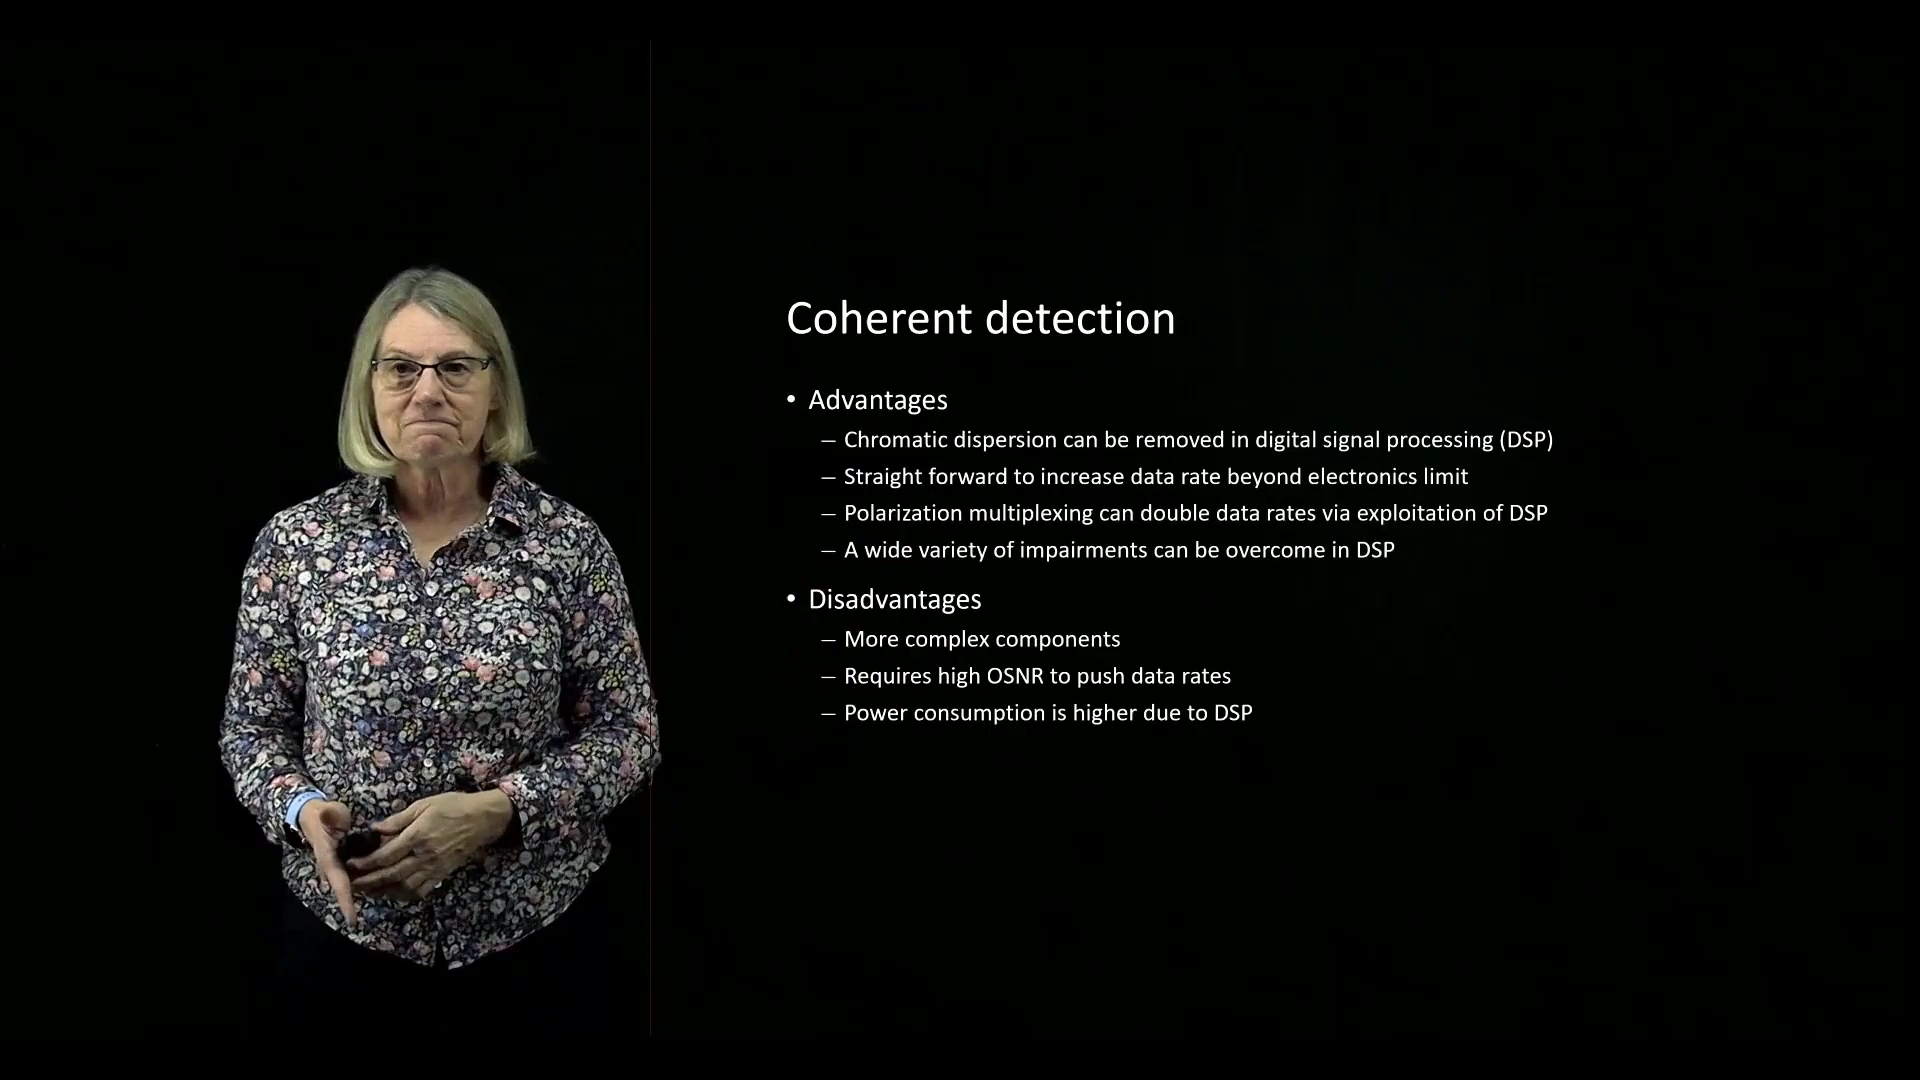 Coherent detection
• Advantages
– Chromatic dispersion can be removed in digital signal processing (DSP)
– Straight forward to increase data rate beyond electronics limit
– Polarization multiplexing can double data rates via exploitation of DSP
– A wide variety of impairments can be overcome in DSP
• Disadvantages
– More complex components
– Requires high OSNR to push data rates
– Power consumption is higher due to DSP